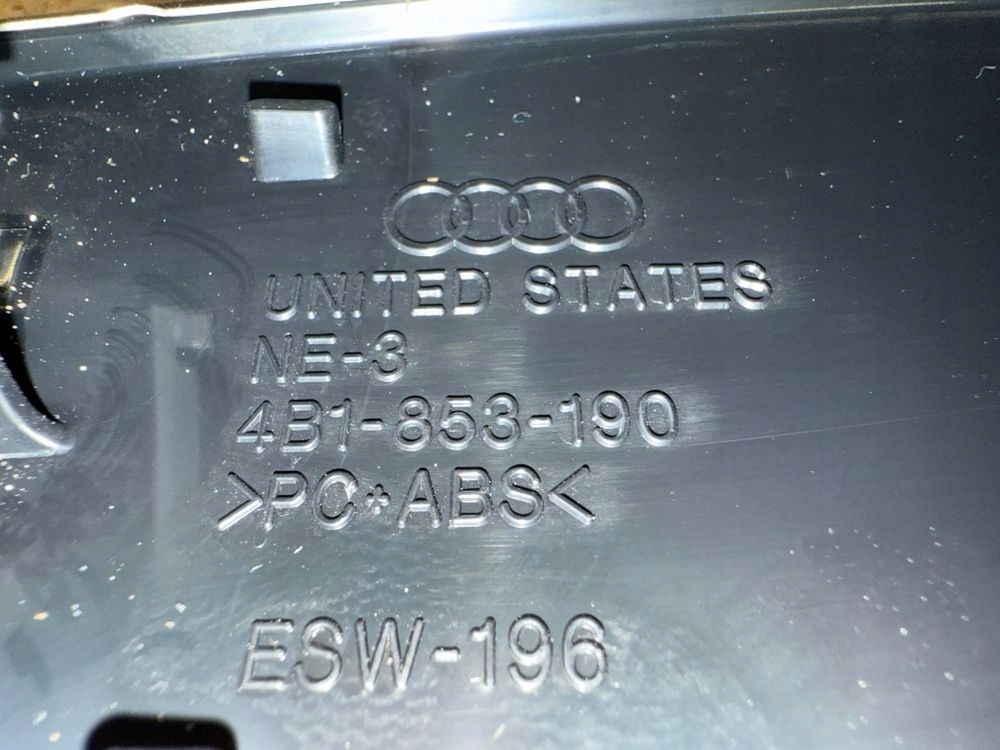 UNITED STATES
NE-3
4B1-853-190
>PC+ABS<
ESW-196